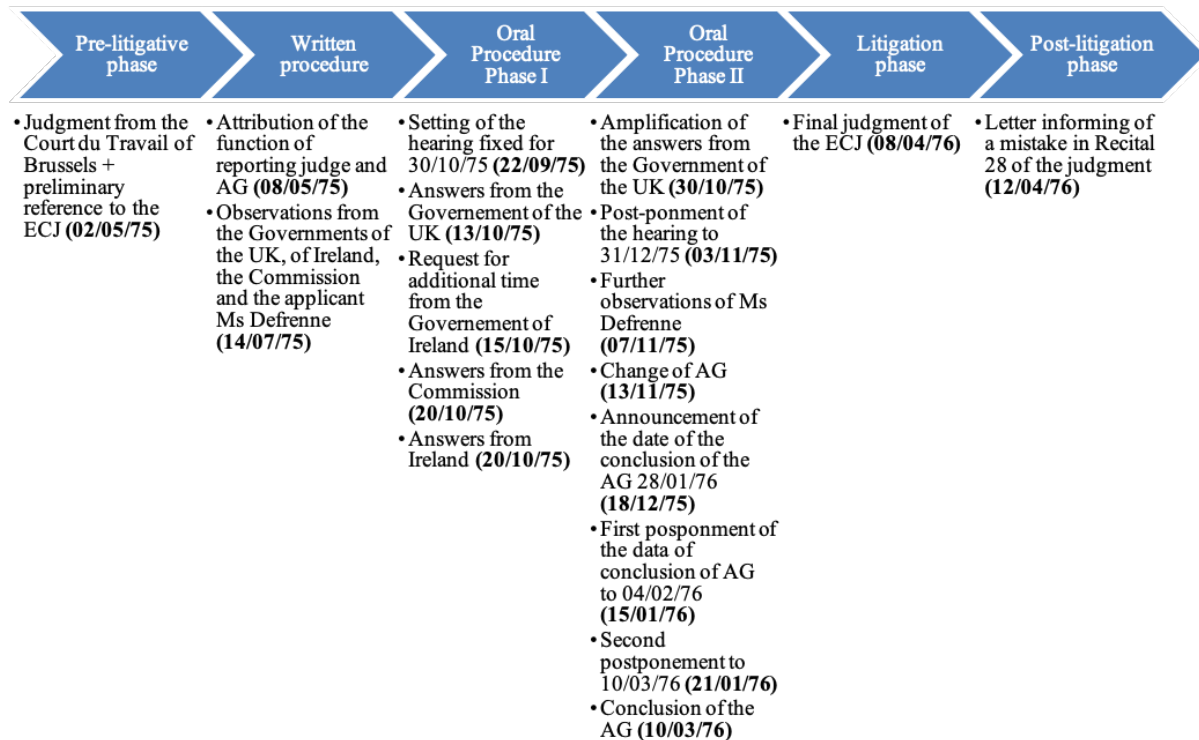 Pre-litigative
phase
Written
procedure
Oral
Procedure
Phase I
Oral
Procedure
Phase II
Litigation
phase
Post-litigation
phase
•Judgment from the
Court du Travail of
Brussels +
preliminary
reference to the
ECJ (02/05/75)
•Attribution of the
function of
reporting judge and
AG (08/05/75)
•Observations from
the Governments of
the UK, of Ireland,
the Commission
and the applicant
Ms Defrenne
(14/07/75)
•Setting of the
hearing fixed for
30/10/75 (22/09/75)
•Answers from the
Governement of the
UK (13/10/75)
•Request for
additional time
from the
Governement of
Ireland (15/10/75)
•Answers from the
Commission
(20/10/75)
•Answers from
Ireland (20/10/75)
•Amplification of
the answers from
the Government of
the UK (30/10/75)
•Post-ponment of
the hearing to
31/12/75 (03/11/75)
•Further
observations of Ms
Defrenne
(07/11/75)
•Change of AG
(13/11/75)
•Announcement of
the date of the
conclusion of the
AG 28/01/76
(18/12/75)
•First posponment of
the data of
conclusion of AG
to 04/02/76
(15/01/76)
•Second
postponement to
10/03/76 (21/01/76)
•Conclusion of the
AG (10/03/76)
•Final judgment of
the ECJ (08/04/76)
•Letter informing of
a mistake in Recital
28 of the judgment
(12/04/76)